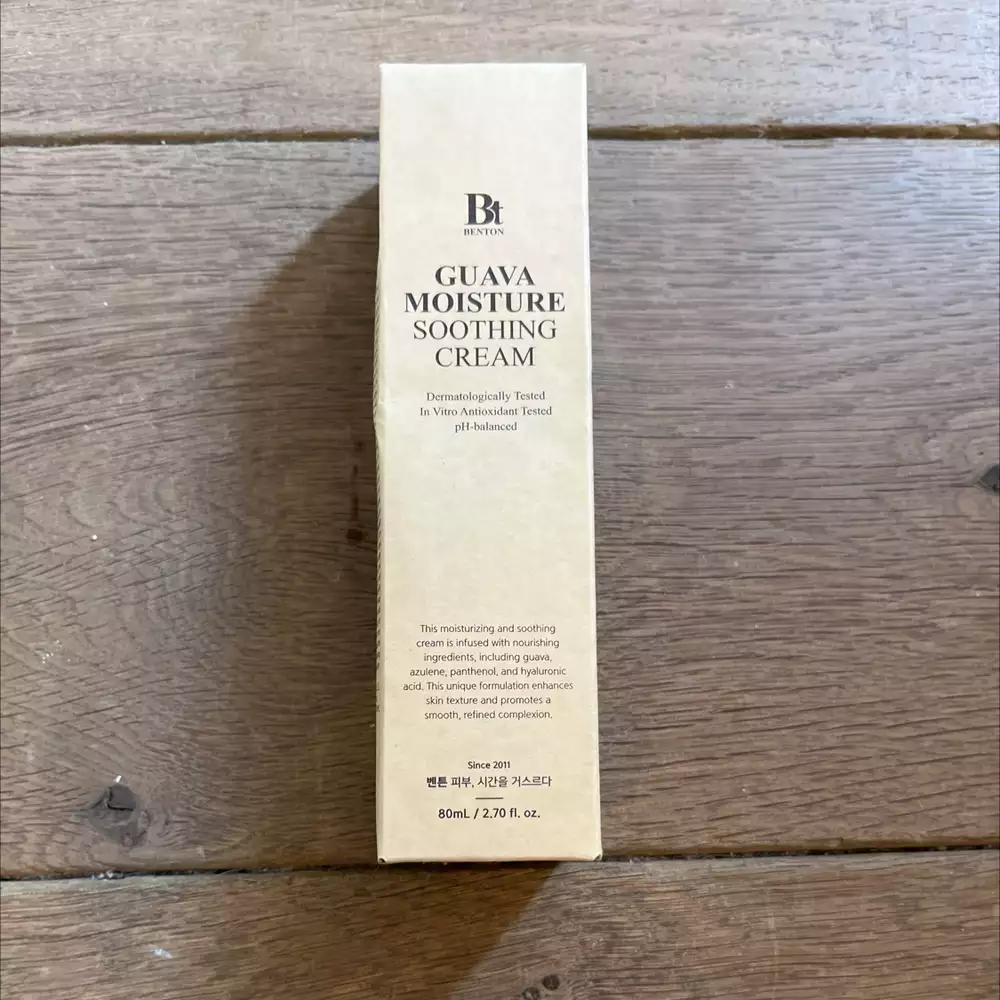 Bt
BENTON
GUAVA
MOISTURE
SOOTHING
CREAM
Dermatologically Tested
In Vitro Antioxidant Tested
pH-balanced
This moisturizing and soothing
cream is infused with nourishing
ingredients, including guava,
azulene, panthenol, and hyaluronic
acid. This unique formulation enhances
skin texture and promotes a
smooth, refined complexion.
Since 2011
벤튼 피부, 시간을 거스르다
80mL / 2.70 fl. oz.